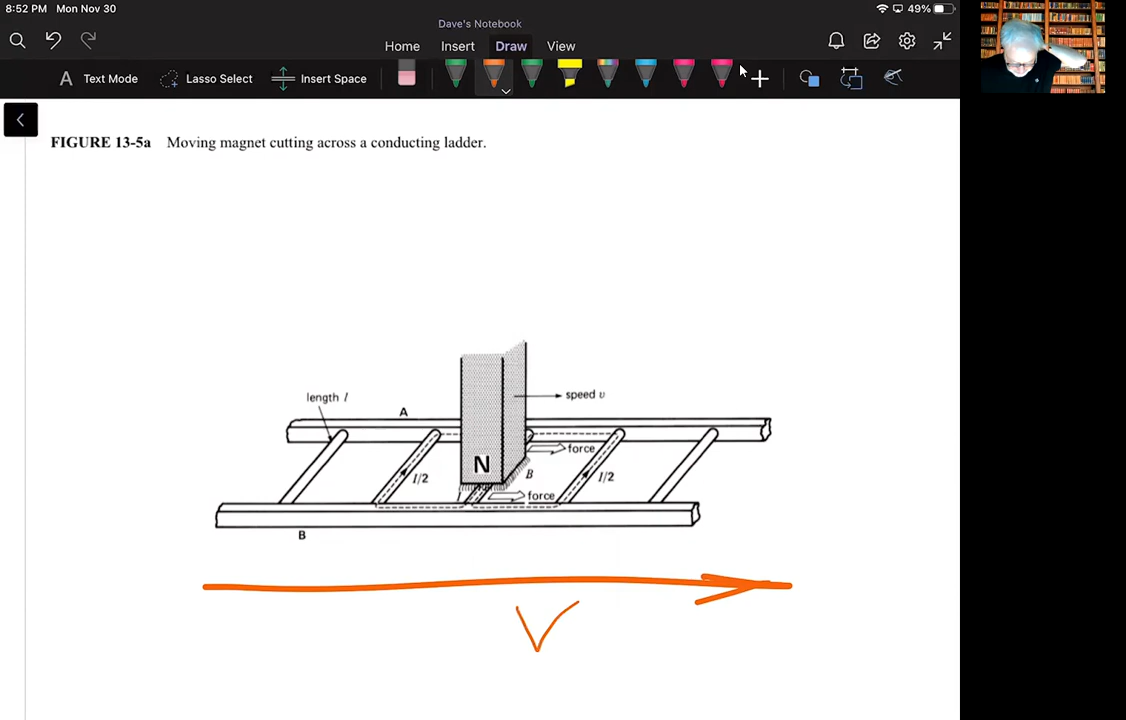 8:52 PM Mon Nov 30
49%
Dave's Notebook
Home Insert Draw View
A Text Mode Lasso Select Insert Space
FIGURE 13-5a Moving magnet cutting across a conducting ladder.
length l
A
speed v
N
force
B
I/2
I/2
I
force
B
V